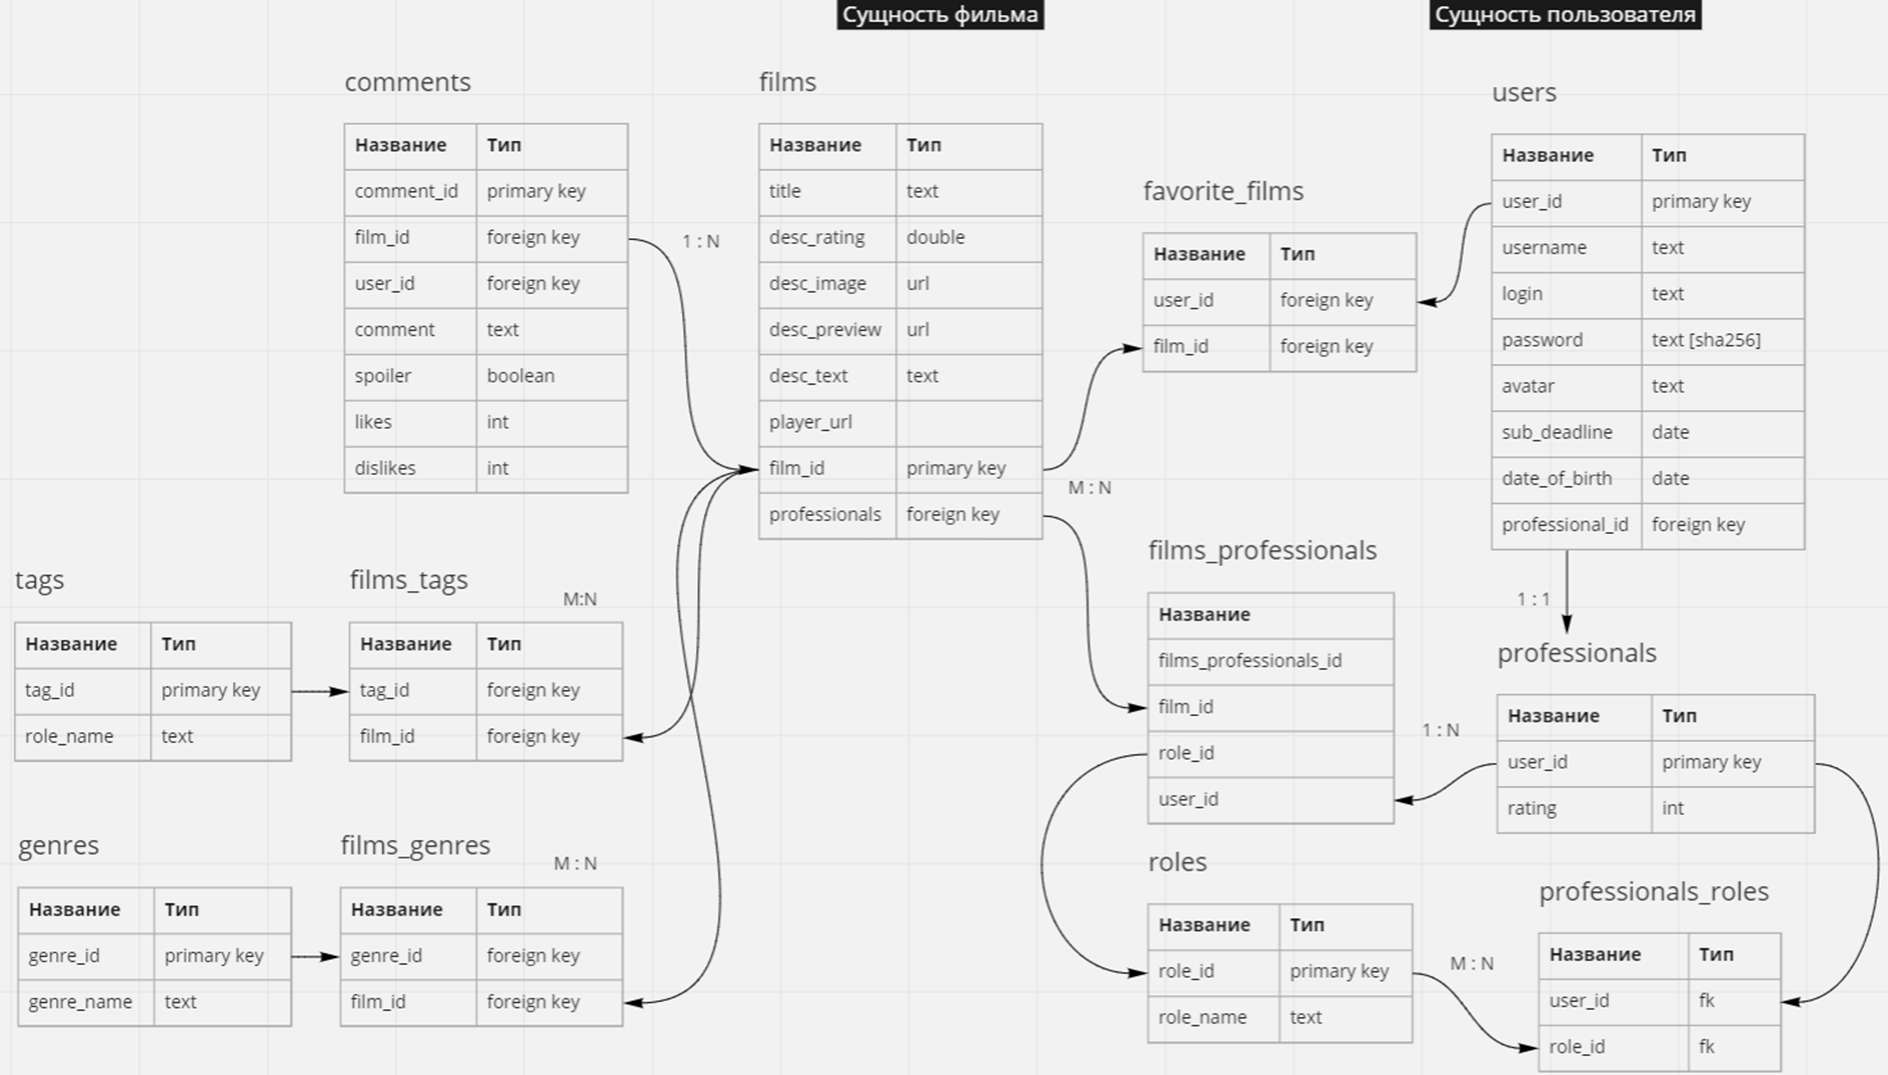 Сущность фильма
Сущность пользователя
comments
Название Тип
comment_id primary key
film_id foreign key
user_id foreign key
comment text
spoiler boolean
likes int
dislikes int
1 : N
films
Название Тип
title text
desc_rating double
desc_image url
desc_preview url
desc_text text
player_url
film_id primary key
professionals foreign key
favorite_films
Название Тип
user_id foreign key
film_id foreign key
M : N
users
Название Тип
user_id primary key
username text
login text
password text [sha256]
avatar text
sub_deadline date
date_of_birth date
professional_id foreign key
1 : 1
tags
Название Тип
tag_id primary key
role_name text
films_tags
M:N
Название Тип
tag_id foreign key
film_id foreign key
films_professionals
Название
films_professionals_id
film_id
role_id
user_id
1 : N
professionals
Название Тип
user_id primary key
rating int
genres
Название Тип
genre_id primary key
genre_name text
films_genres
M : N
Название Тип
genre_id foreign key
film_id foreign key
roles
Название Тип
role_id primary key
role_name text
M : N
professionals_roles
Название Тип
user_id fk
role_id fk